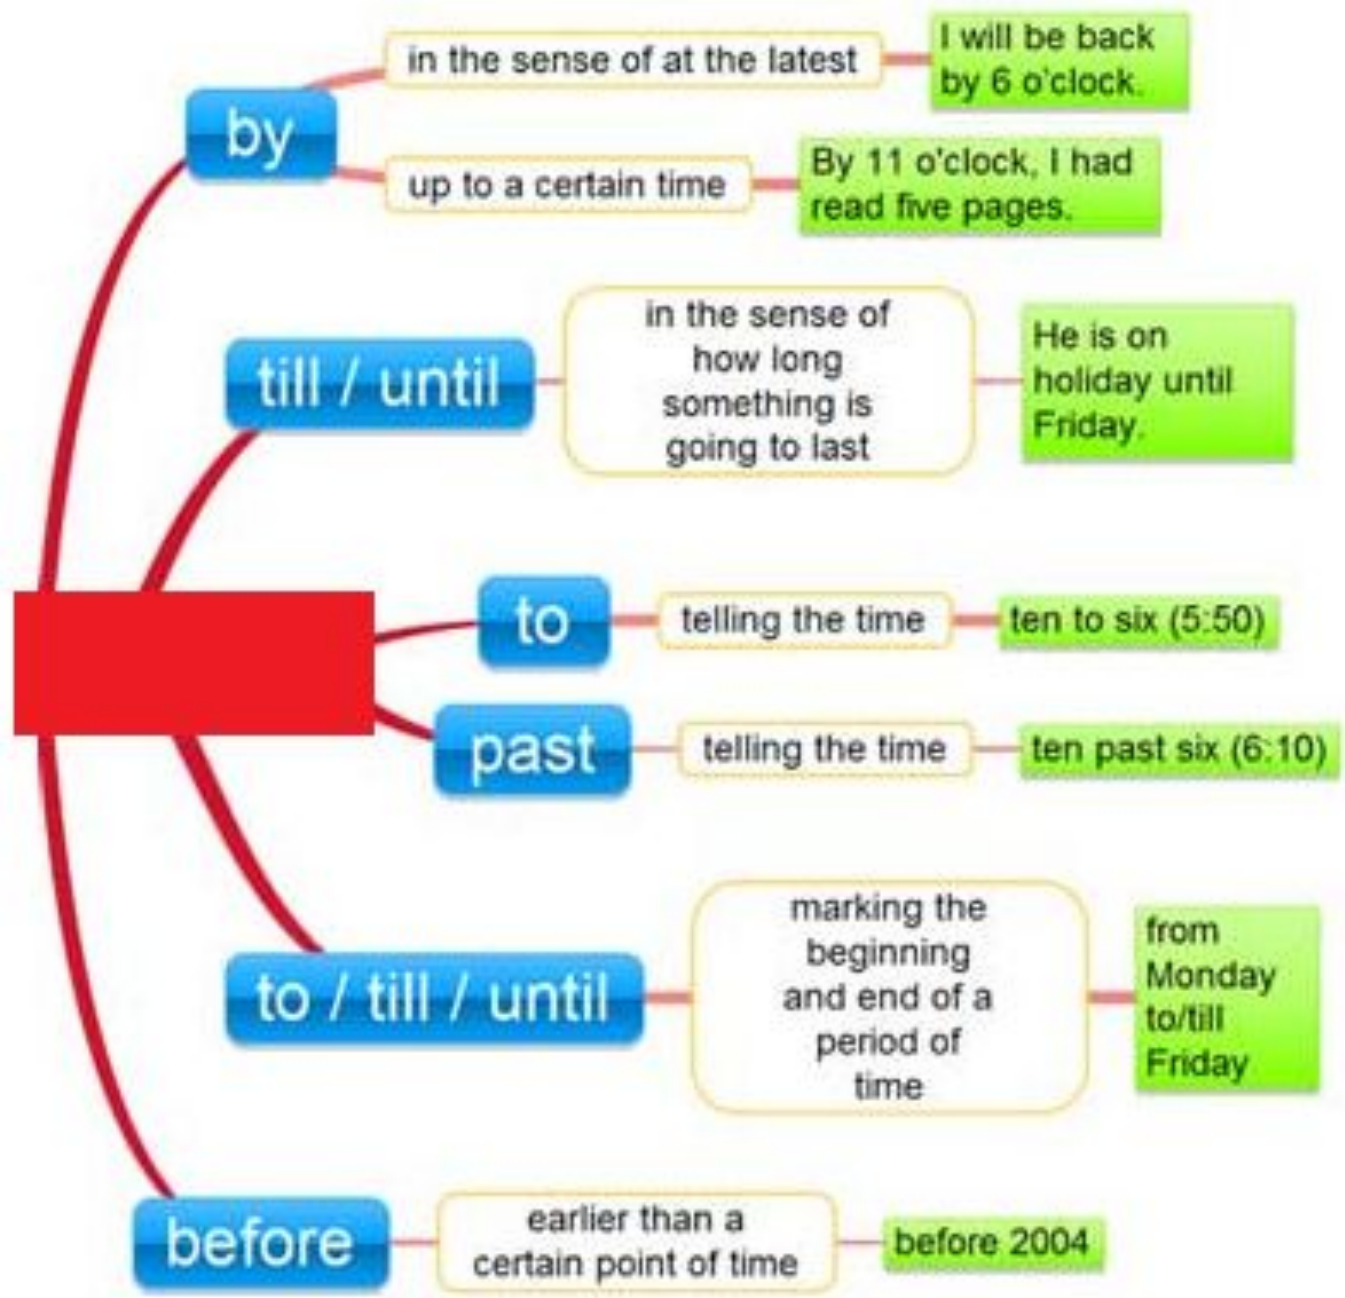 by
in the sense of at the latest
I will be back
by 6 o'clock.
up to a certain time
By 11 o'clock, I had
read five pages.
till / until
in the sense of
how long
something is
going to last
He is on
holiday until
Friday.
to
telling the time
ten to six (5:50)
past
telling the time
ten past six (6:10)
to / till / until
marking the
beginning
and end of a
period of
time
from
Monday
to/till
Friday
before
earlier than a
certain point of time
before 2004